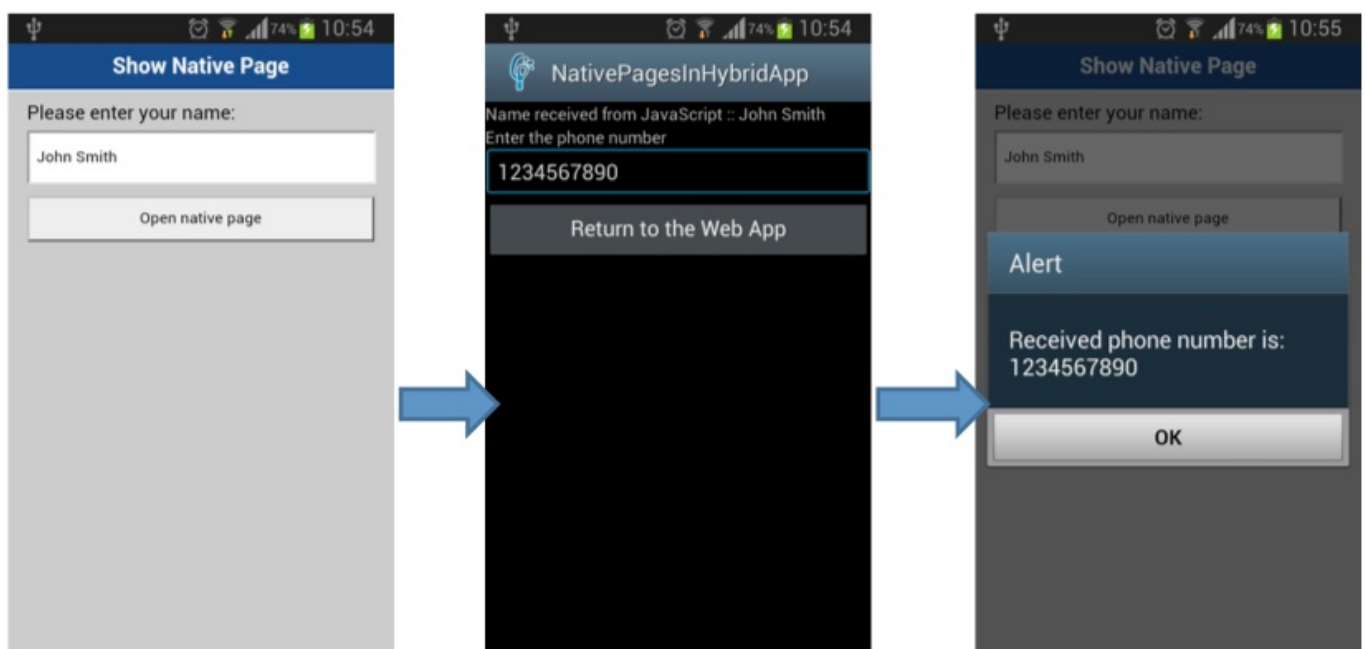 74% 10:54
Show Native Page
Please enter your name:
John Smith
Open native page
74% 10:54
NativePagesInHybridApp
Name received from JavaScript :: John Smith
Enter the phone number
1234567890
Return to the Web App
74% 10:55
Show Native Page
Please enter your name:
John Smith
Open native page
Alert
Received phone number is:
1234567890
OK